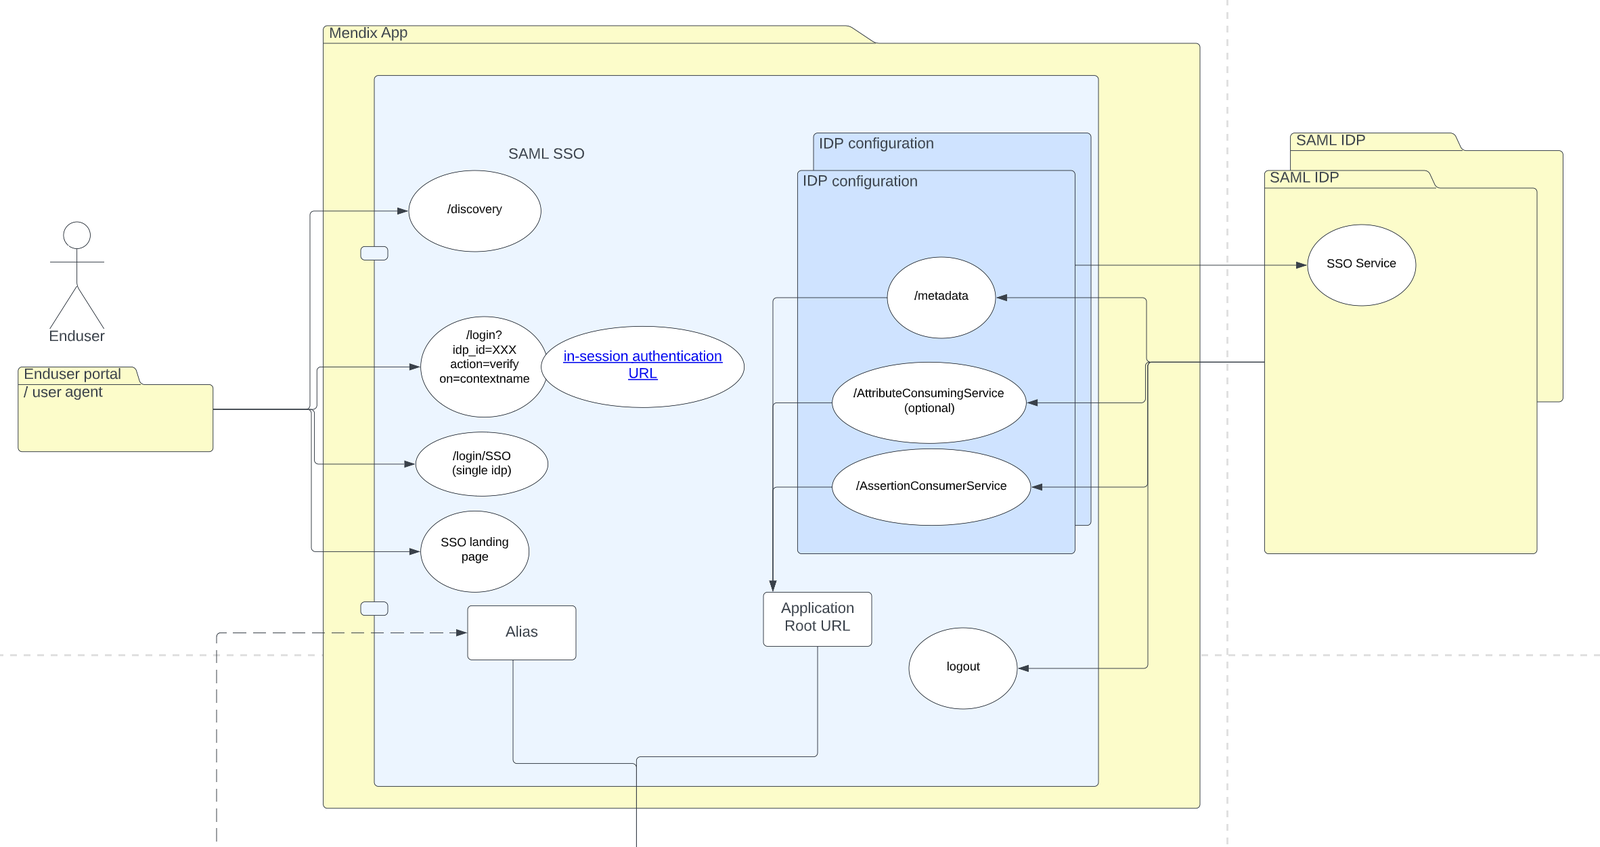 Mendix App
SAML SSO
IDP configuration
IDP configuration
SAML IDP
SAML IDP
/discovery
SSO Service
/metadata
Enduser
Enduser portal
/ user agent
/login?
idp_id=XXX
action=verify
on=contextname
in-session authentication
URL
/AttributeConsumingService
(optional)
/login/SSO
(single idp)
/AssertionConsumerService
SSO landing
page
Alias
Application
Root URL
logout